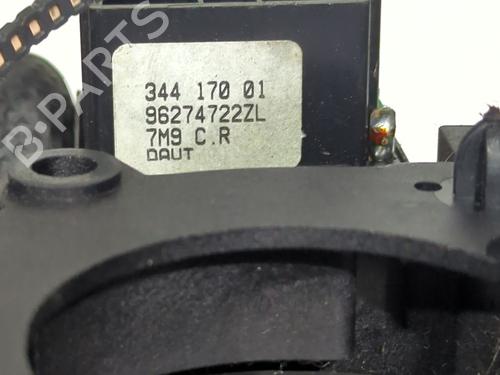 344 170 01
96274722ZL
7M9 C.R
DAUT
B-PARTS